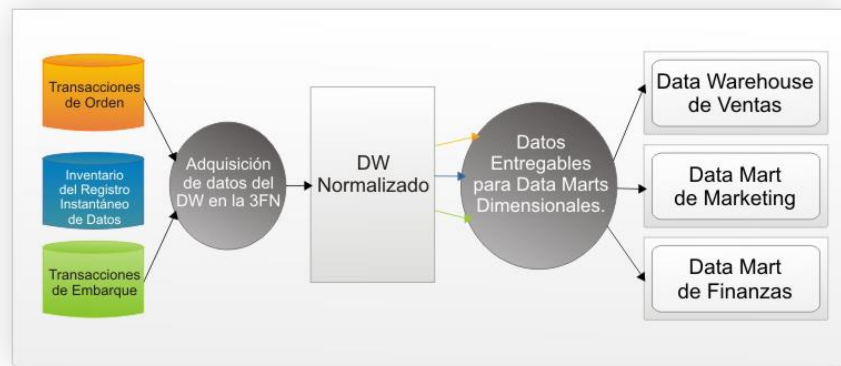 Transacciones
de Orden
Inventario
del Registro
Instantáneo
de Datos
Transacciones
de Embarque
Adquisición
de datos del
DW en la 3FN
DW
Normalizado
Datos
Entregables
para Data Marts
Dimensionales.
Data Warehouse
de Ventas
Data Mart
de Marketing
Data Mart
de Finanzas